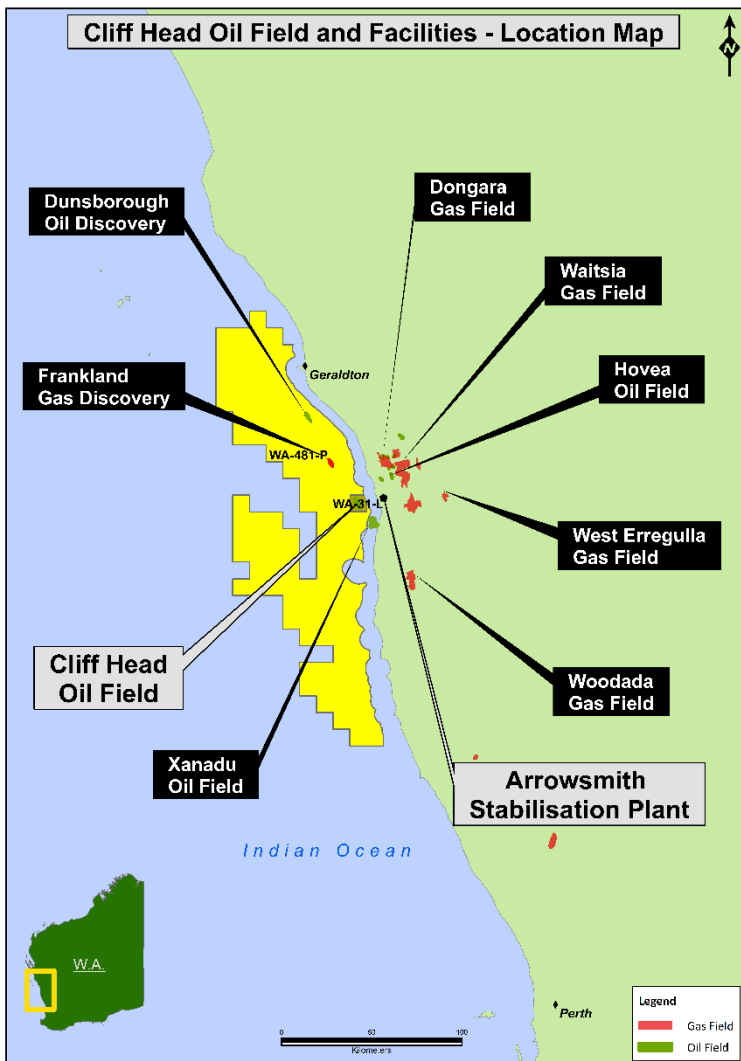 Cliff Head Oil Field and Facilities - Location Map
N
Dunsborough
Oil Discovery
Dongara
Gas Field
Waitsia
Gas Field
Geraldton
Hovea
Oil Field
Frankland
Gas Discovery
WA-481-P
WA-31-L
West Erregulla
Gas Field
Cliff Head
Oil Field
Woodada
Gas Field
Xanadu
Oil Field
Arrowsmith
Stabilisation Plant
Indian Ocean
W.A.
Perth
0 50 100
Kilometers
Legend
Gas Field
Oil Field